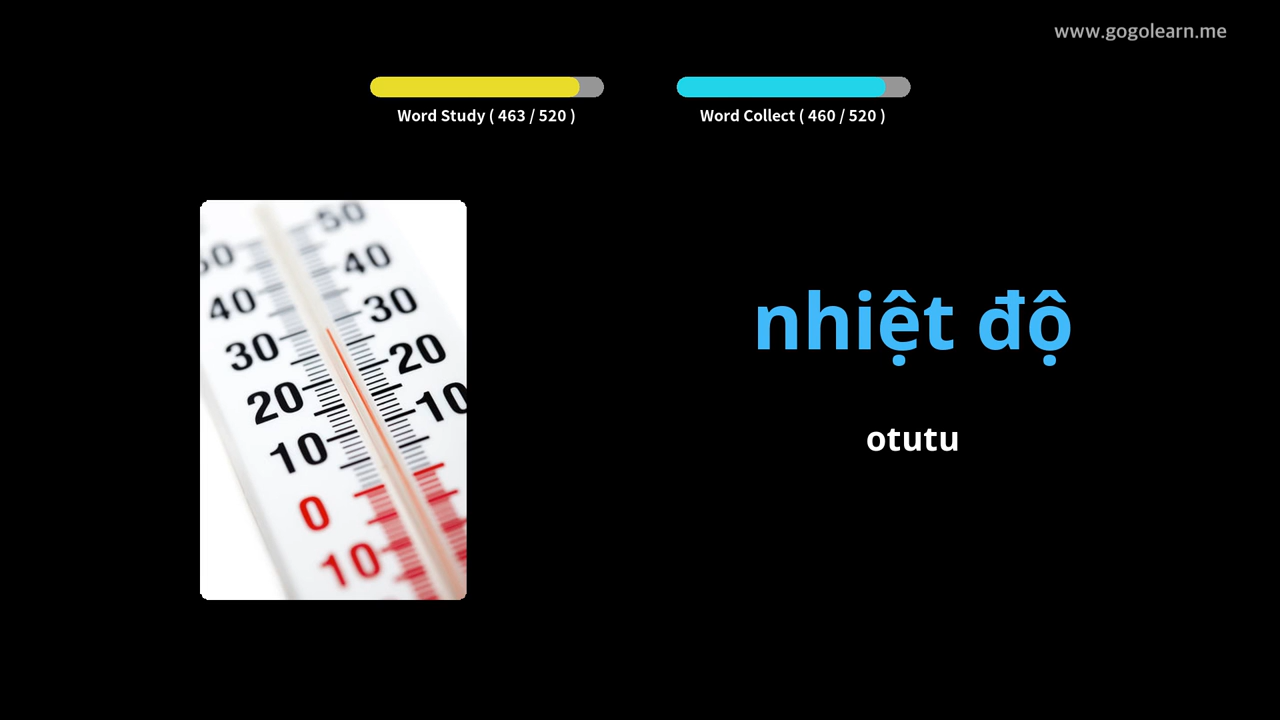 www.gogolearn.me
Word Study ( 463 / 520 )
Word Collect ( 460 / 520 )
50
50
40
40
30
30
20
20
10
10
0
10
nhiệt độ
otutu